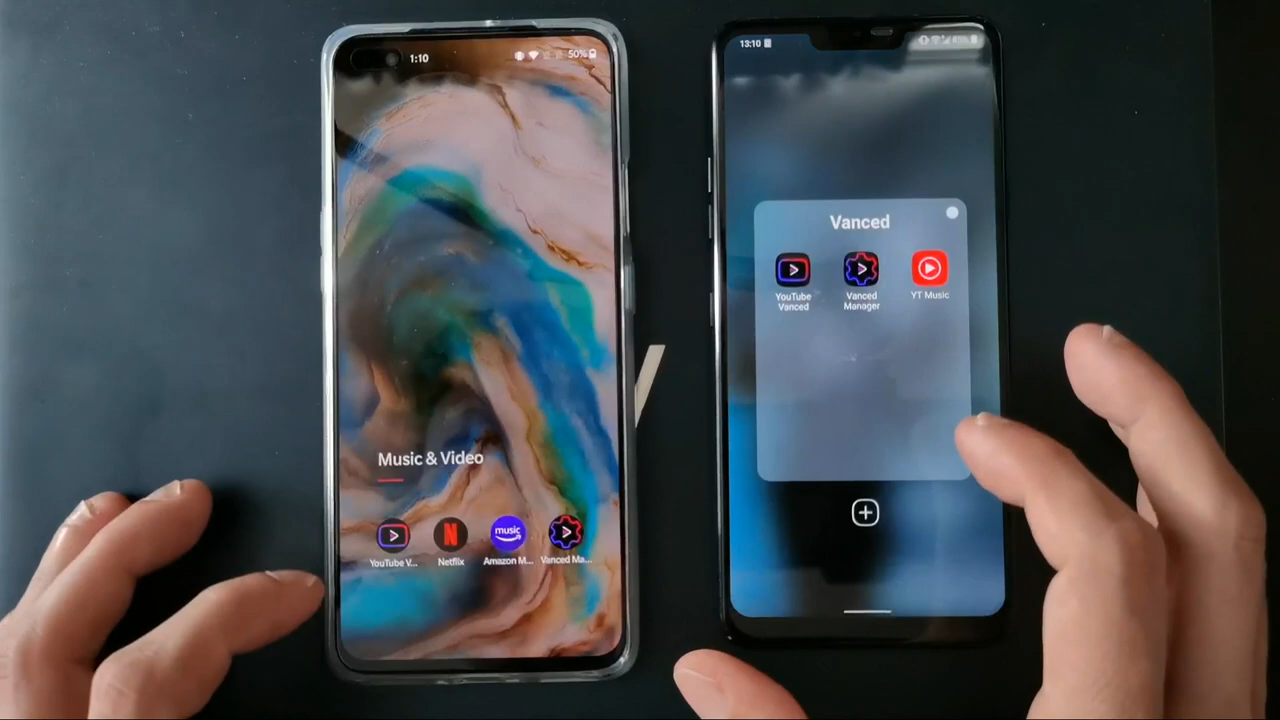 1:10
50%
Music & Video
YouTube V...
Netflix
music
Amazon M...
Vanced Ma...
13:10
45%
Vanced
YouTube
Vanced
Vanced
Manager
YT Music